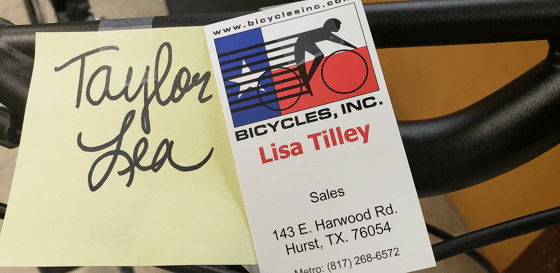 Taylor
Lea
www.bicyclesinc.com
BICYCLES, INC.
Lisa Tilley
Sales
143 E. Harwood Rd.
Hurst, TX. 76054
Metro: (817) 268-6572